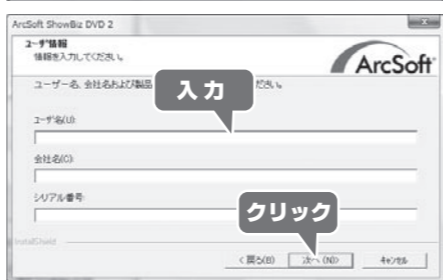 ArcSoft ShowBiz DVD 2
ユーザ情報
情報を入力してください。
ArcSoft
ユーザー名、会社名および製品 ださい。
入力
ユーザ名(U):
会社名(C):
シリアル番号:
クリック
InstallShield
< 戻る(B) 次へ(N)> キャンセル